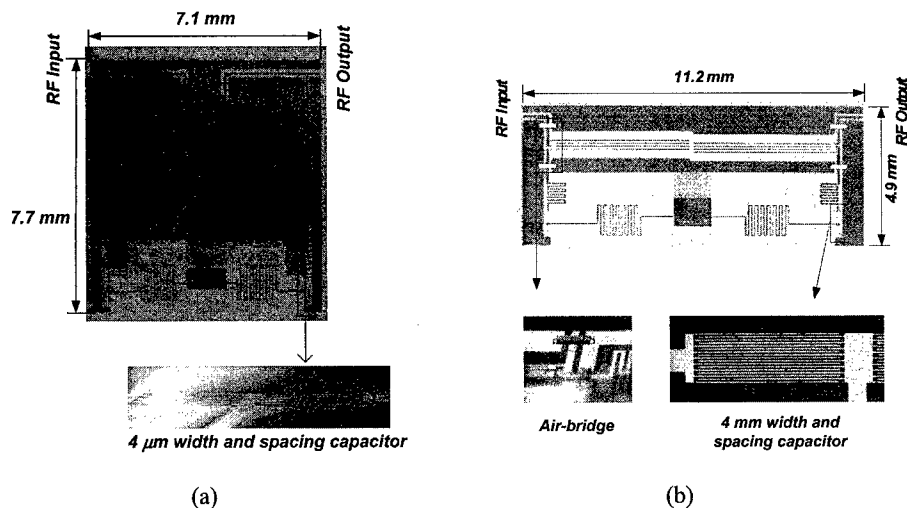 7.1 mm
RF Input
RF Output
7.7 mm
4 μm width and spacing capacitor
(a)
11.2 mm
RF Input
RF Output
4.9 mm
Air-bridge
4 mm width and
spacing capacitor
(b)